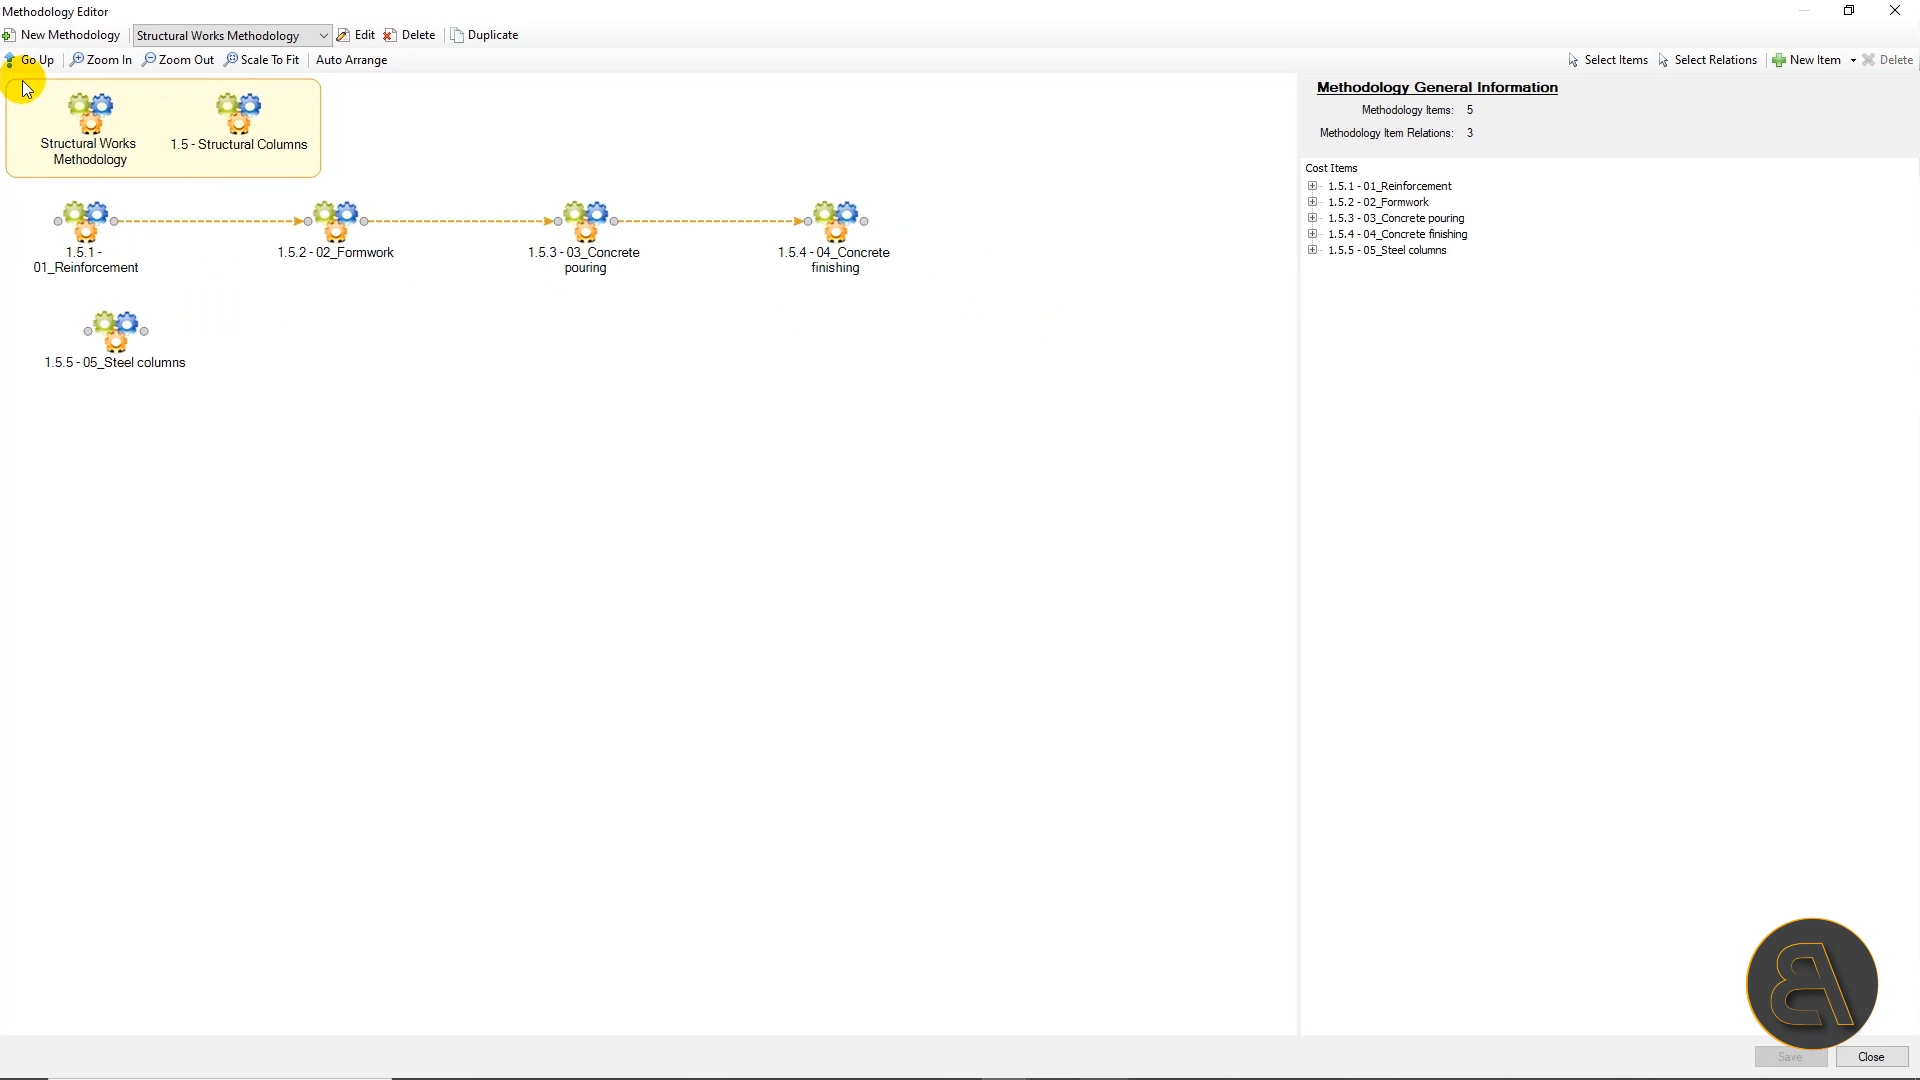 Methodology Editor
New Methodology Structural Works Methodology Edit Delete Duplicate
Go Up Zoom In Zoom Out Scale To Fit Auto Arrange Select Items Select Relations New Item Delete
Structural Works
Methodology
1.5 - Structural Columns
1.5.1 -
01_Reinforcement
1.5.2 - 02_Formwork
1.5.3 - 03_Concrete
pouring
1.5.4 - 04_Concrete
finishing
1.5.5 - 05_Steel columns
Methodology General Information
Methodology Items: 5
Methodology Item Relations: 3
Cost Items
1.5.1 - 01_Reinforcement
1.5.2 - 02_Formwork
1.5.3 - 03_Concrete pouring
1.5.4 - 04_Concrete finishing
1.5.5 - 05_Steel columns
Save Close